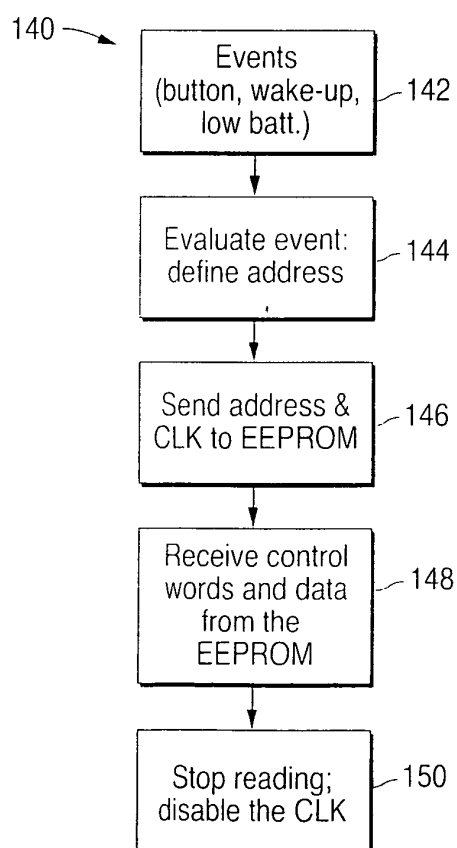 140
Events
(button, wake-up,
low batt.)
142
Evaluate event:
define address
144
Send address &
CLK to EEPROM
146
Receive control
words and data
from the
EEPROM
148
Stop reading;
disable the CLK
150